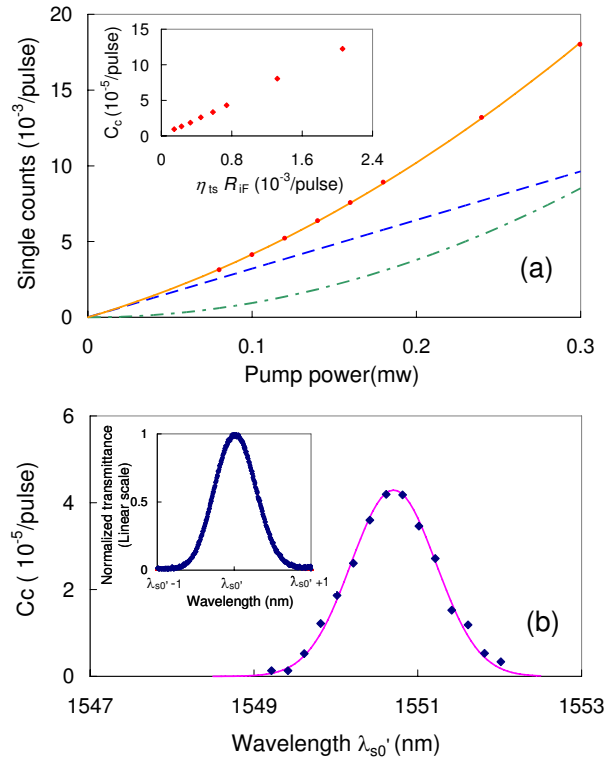 20
15
10
5
0
Single counts (10⁻³/pulse)
15
10
5
0
C_c (10⁻⁵/pulse)
0 0.8 1.6 2.4
η_ts R_iF (10⁻³/pulse)
(a)
0 0.1 0.2 0.3
Pump power(mw)
6
4
2
0
Cc ( 10⁻⁵/pulse)
1
0.5
0
Normalized transmittance
(Linear scale)
λ_s0'-1 λ_s0' λ_s0'+1
Wavelength (nm)
(b)
1547 1549 1551 1553
Wavelength λ_s0' (nm)